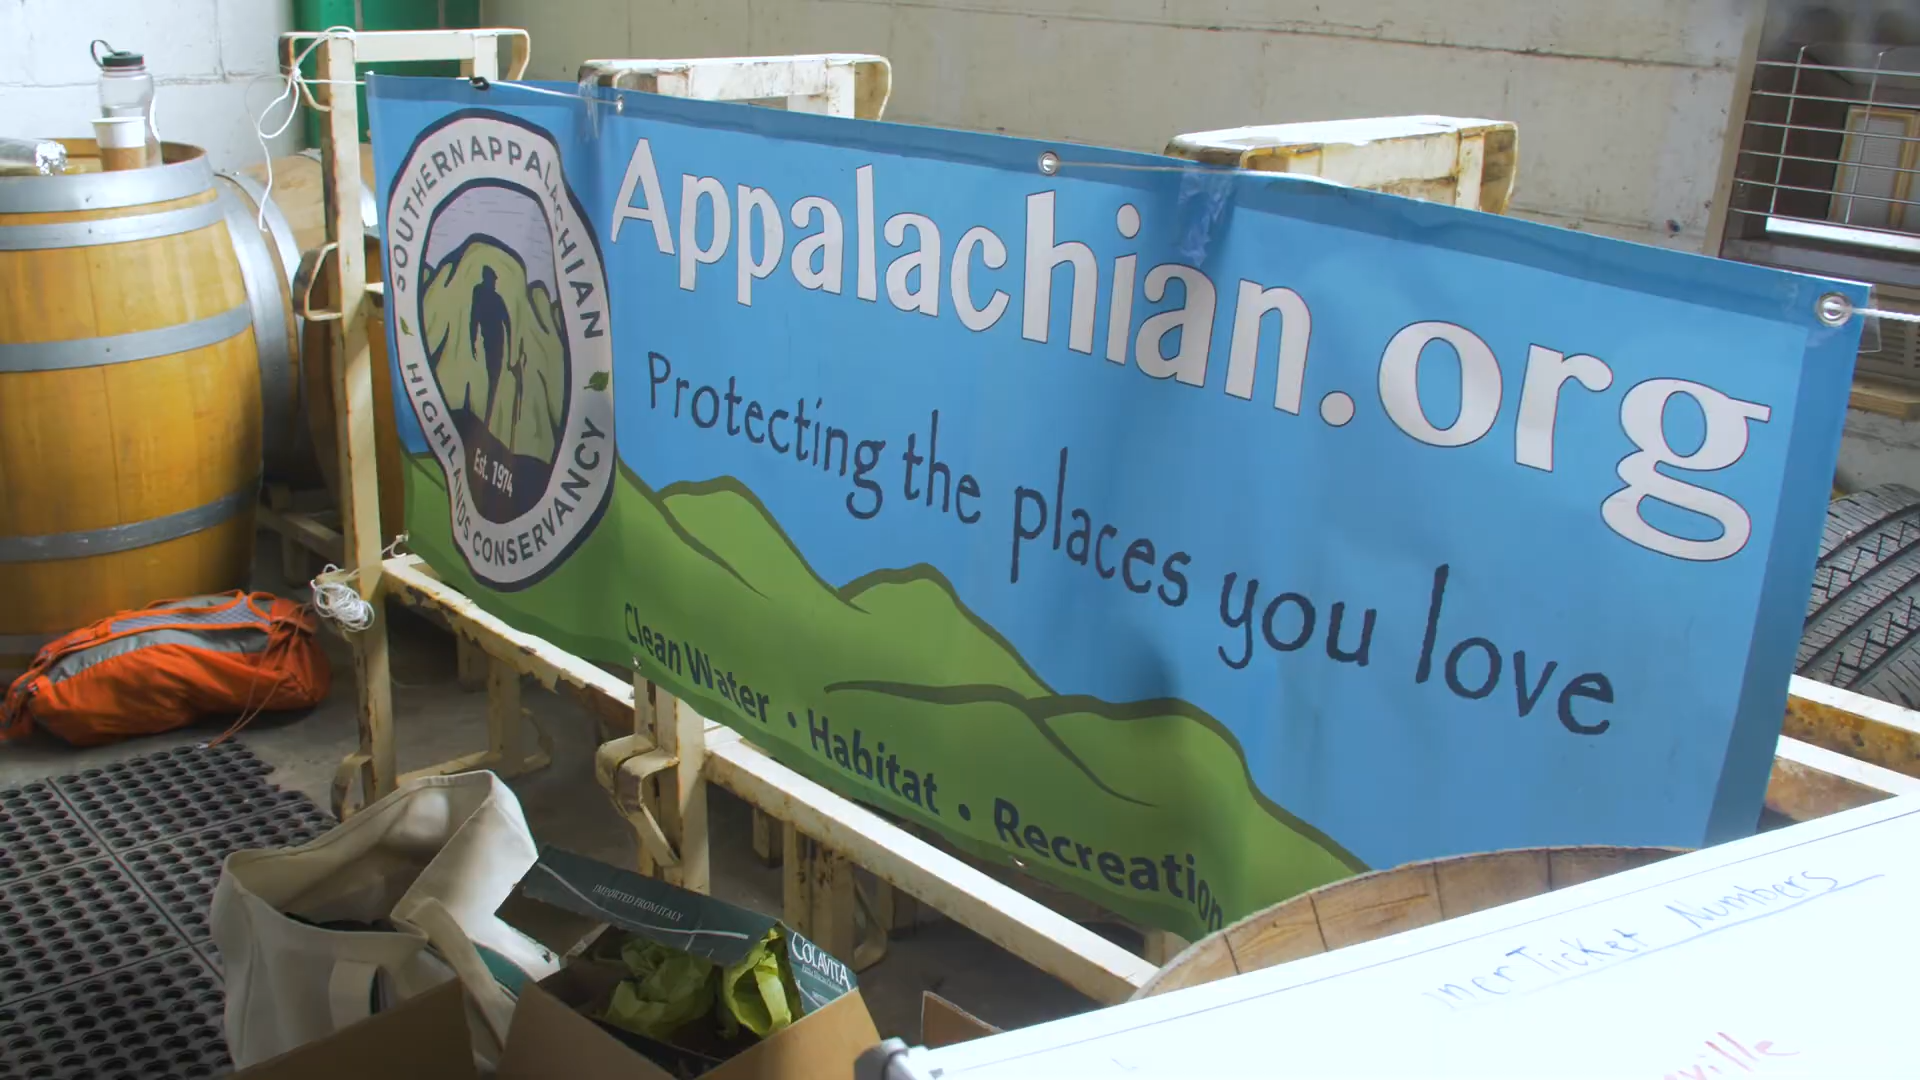 SOUTHERN APPALACHIAN
HIGHLANDS CONSERVANCY
Est. 1974
Appalachian.org
Protecting the places you love
Clean Water • Habitat • Recreation
IMPORTED FROM ITALY
COLAVITA
Ticket Numbers